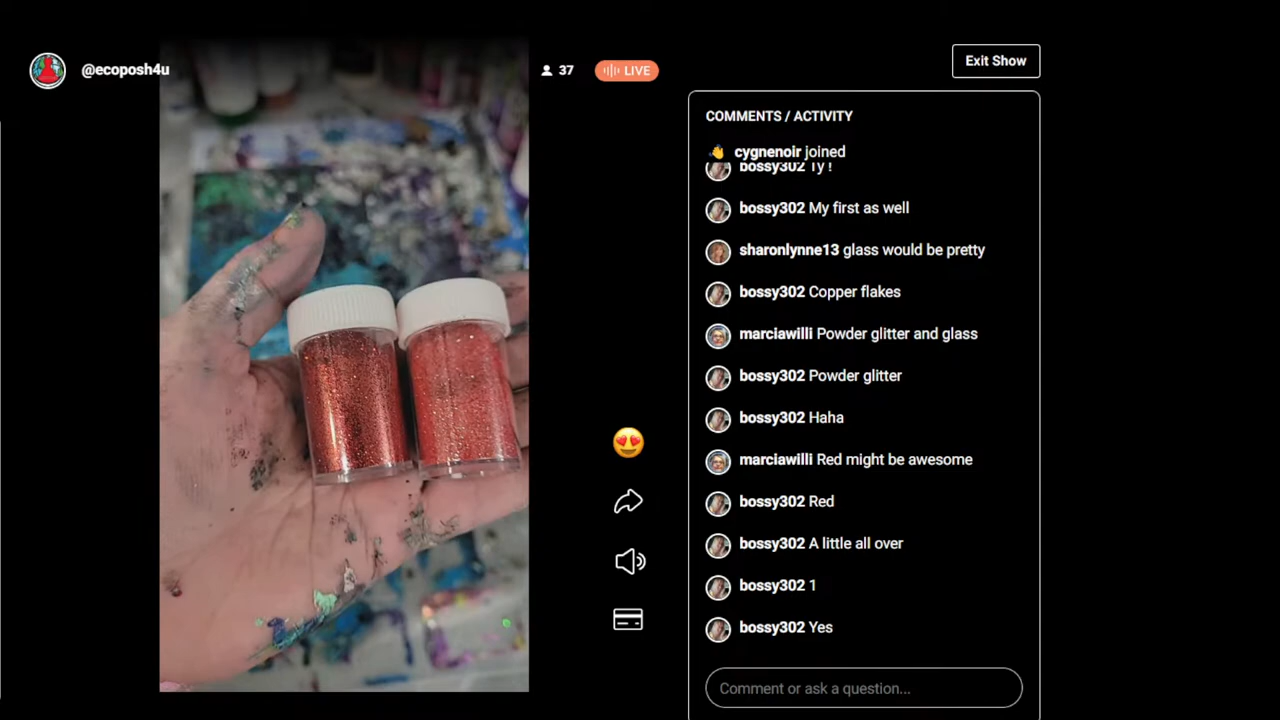 @ecoposh4u
37
LIVE
Exit Show
COMMENTS / ACTIVITY
cygnenoir joined
bossy302 Ty !
bossy302 My first as well
sharonlynne13 glass would be pretty
bossy302 Copper flakes
marciawilli Powder glitter and glass
bossy302 Powder glitter
bossy302 Haha
marciawilli Red might be awesome
bossy302 Red
bossy302 A little all over
bossy302 1
bossy302 Yes
Comment or ask a question...